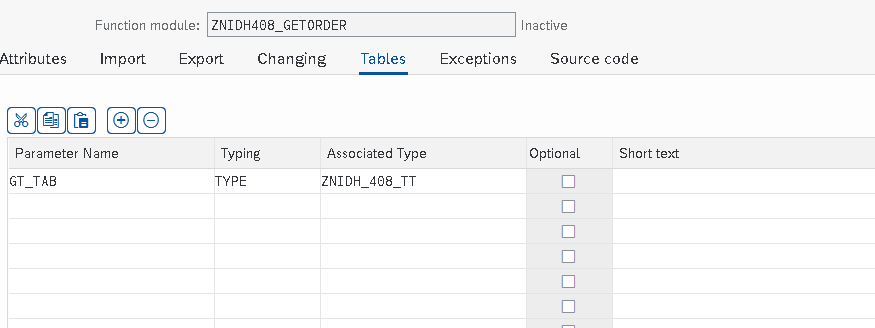 Function module: ZNIDH408_GETORDER Inactive
Attributes Import Export Changing Tables Exceptions Source code
Parameter Name Typing Associated Type Optional Short text
GT_TAB TYPE ZNIDH_408_TT